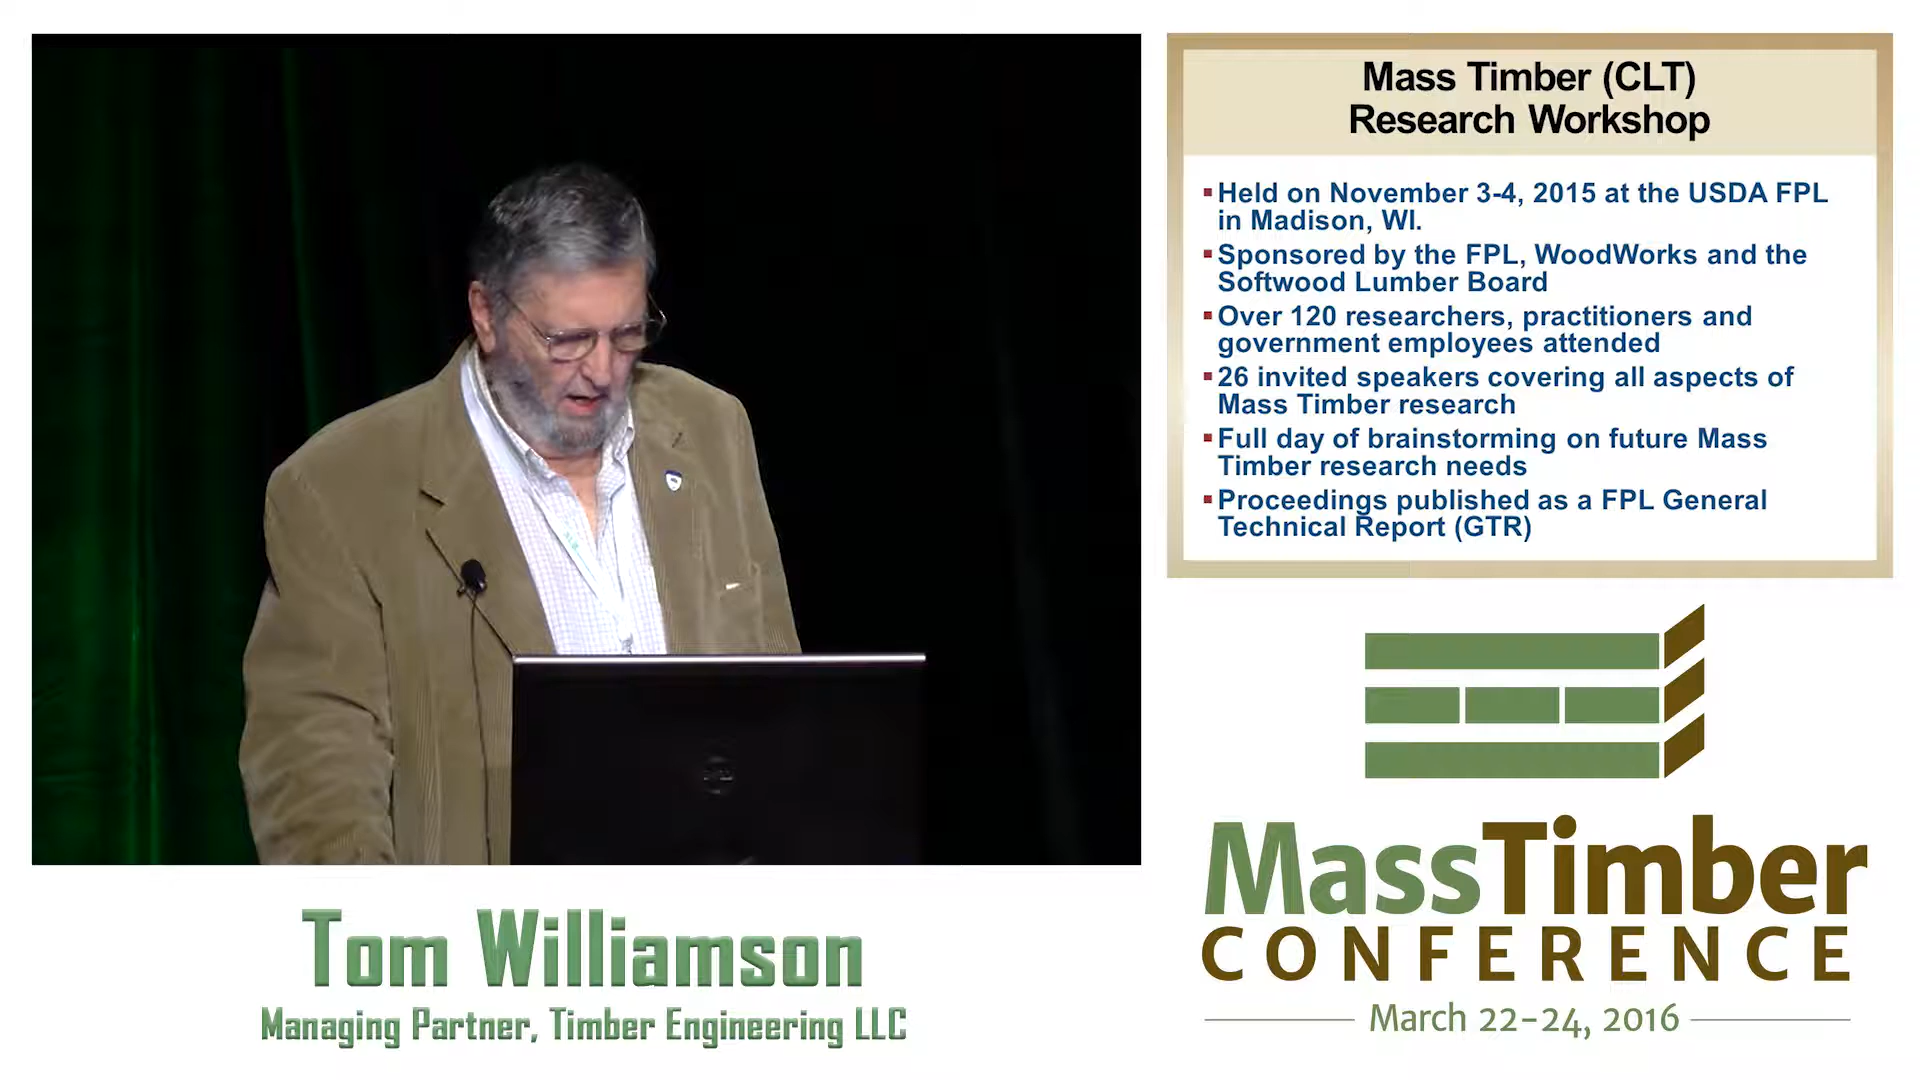 Mass Timber (CLT)
Research Workshop
▪Held on November 3-4, 2015 at the USDA FPL
in Madison, WI.
▪Sponsored by the FPL, WoodWorks and the
Softwood Lumber Board
▪Over 120 researchers, practitioners and
government employees attended
▪26 invited speakers covering all aspects of
Mass Timber research
▪Full day of brainstorming on future Mass
Timber research needs
▪Proceedings published as a FPL General
Technical Report (GTR)
MassTimber
CONFERENCE
March 22-24, 2016
Tom Williamson
Managing Partner, Timber Engineering LLC